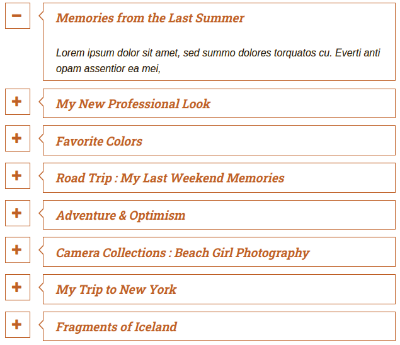 Memories from the Last Summer
Lorem ipsum dolor sit amet, sed summo dolores torquatos cu. Everti anti
opam assentior ea mei,
My New Professional Look
Favorite Colors
Road Trip : My Last Weekend Memories
Adventure & Optimism
Camera Collections : Beach Girl Photography
My Trip to New York
Fragments of Iceland